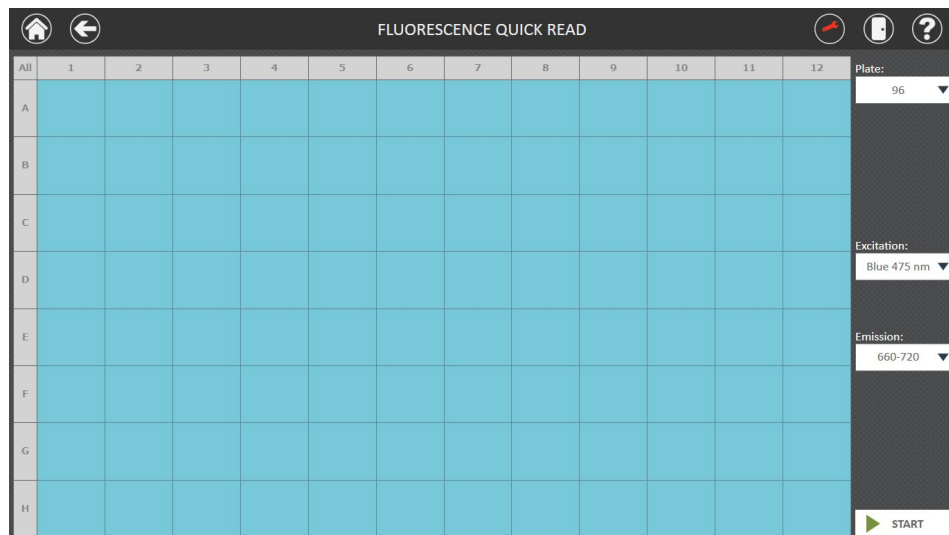 FLUORESCENCE QUICK READ
All 1 2 3 4 5 6 7 8 9 10 11 12
Plate:
96
A
B
C
Excitation:
Blue 475 nm
D
E
Emission:
660-720
F
G
H
START